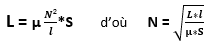 L = μ N²/l *S d'où N = √(L*l/μ*S)